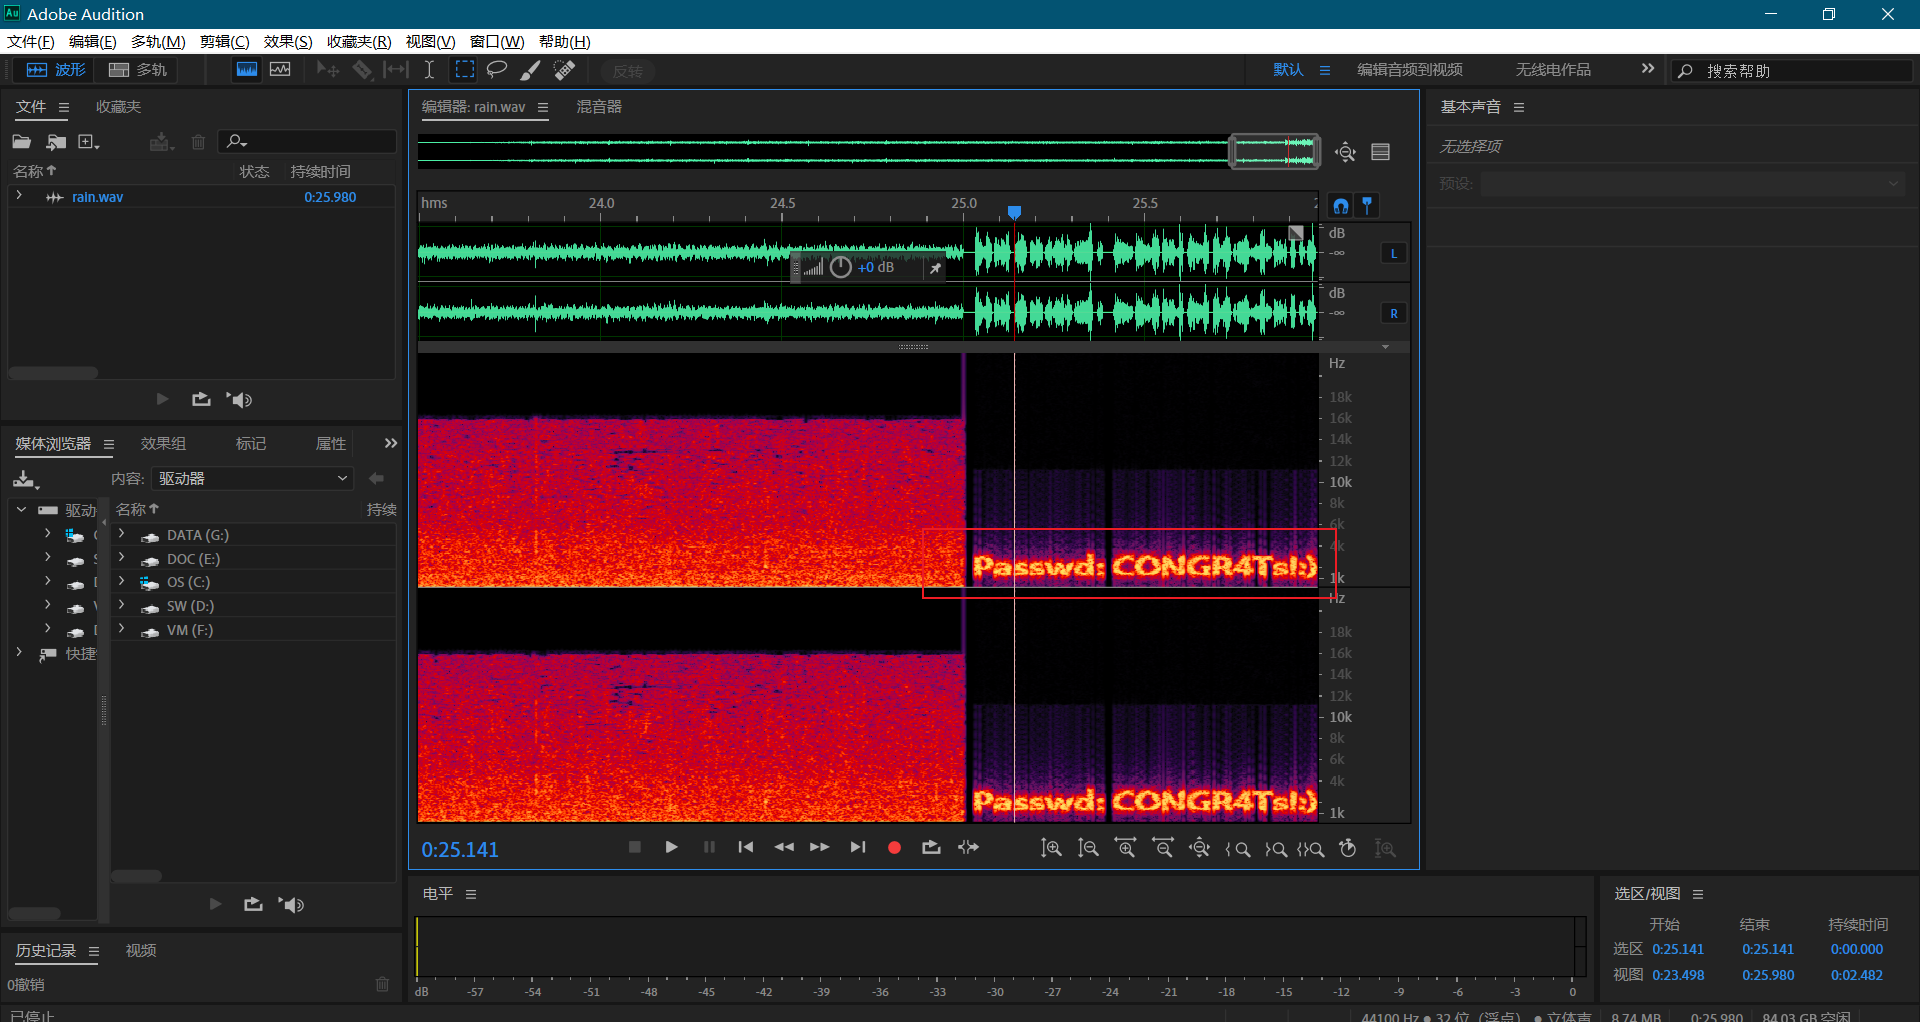 Au Adobe Audition
文件(F) 编辑(E) 多轨(M) 剪辑(C) 效果(S) 收藏夹(R) 视图(V) 窗口(W) 帮助(H)
波形 多轨 反转 默认 编辑音频到视频 无线电作品 搜索帮助
文件 收藏夹
名称 状态 持续时间
rain.wav 0:25.980
媒体浏览器 效果组 标记 属性
内容: 驱动器
驱动 名称 持续
DATA (G:)
DOC (E:)
OS (C:)
SW (D:)
VM (F:)
快捷
历史记录 视频
0撤销
已停止
编辑器: rain.wav 混音器
hms 24.0 24.5 25.0 25.5
dB
-∞ L
+0 dB
dB
-∞ R
Hz
18k
16k
14k
12k
10k
8k
6k
4k
1k
Passwd: CONGR4Ts!:)
Hz
18k
16k
14k
12k
10k
8k
6k
4k
1k
Passwd: CONGR4Ts!:)
0:25.141
电平
dB -57 -54 -51 -48 -45 -42 -39 -36 -33 -30 -27 -24 -21 -18 -15 -12 -9 -6 -3 0
基本声音
无选择项
预设:
选区/视图
开始 结束 持续时间
选区 0:25.141 0:25.141 0:00.000
视图 0:23.498 0:25.980 0:02.482
44100 Hz ● 32 位 (浮点) ● 立体声 8.74 MB 0:25.980 84.03 GB 空闲